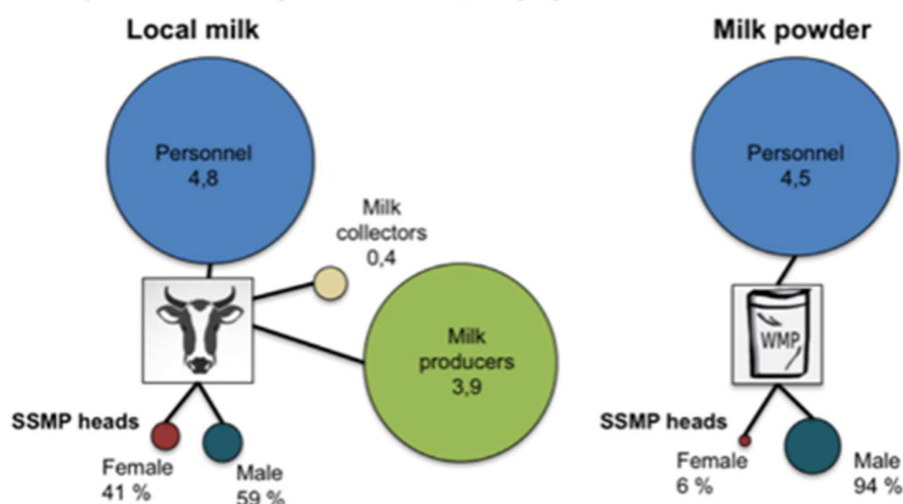 Local milk
Milk powder
Personnel
4,8
Personnel
4,5
Milk
collectors
0,4
Milk
producers
3,9
WMP
SSMP heads
Female
41 %
Male
59 %
SSMP heads
Female
6 %
Male
94 %